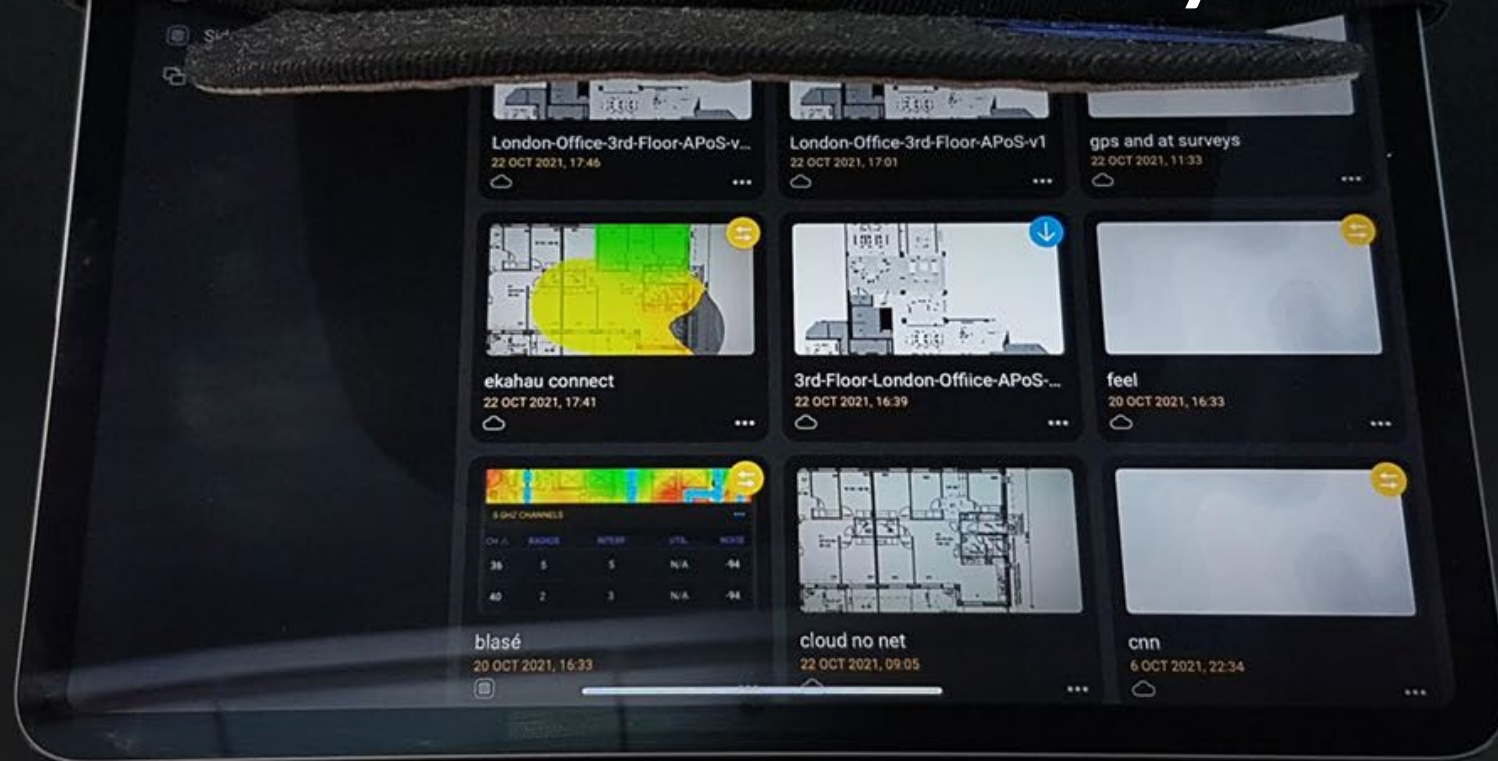 London-Office-3rd-Floor-APoS-v...
22 OCT 2021, 17:46
London-Office-3rd-Floor-APoS-v1
22 OCT 2021, 17:01
gps and at surveys
22 OCT 2021, 11:33
ekahau connect
22 OCT 2021, 17:41
3rd-Floor-London-Offiice-APoS-...
22 OCT 2021, 16:39
feel
20 OCT 2021, 16:33
5 GHZ CHANNELS
CH RADIOS INTERF UTIL NOISE
36 5 5 N/A -94
40 2 3 N/A -94
blasé
20 OCT 2021, 16:33
cloud no net
22 OCT 2021, 09:05
cnn
6 OCT 2021, 22:34